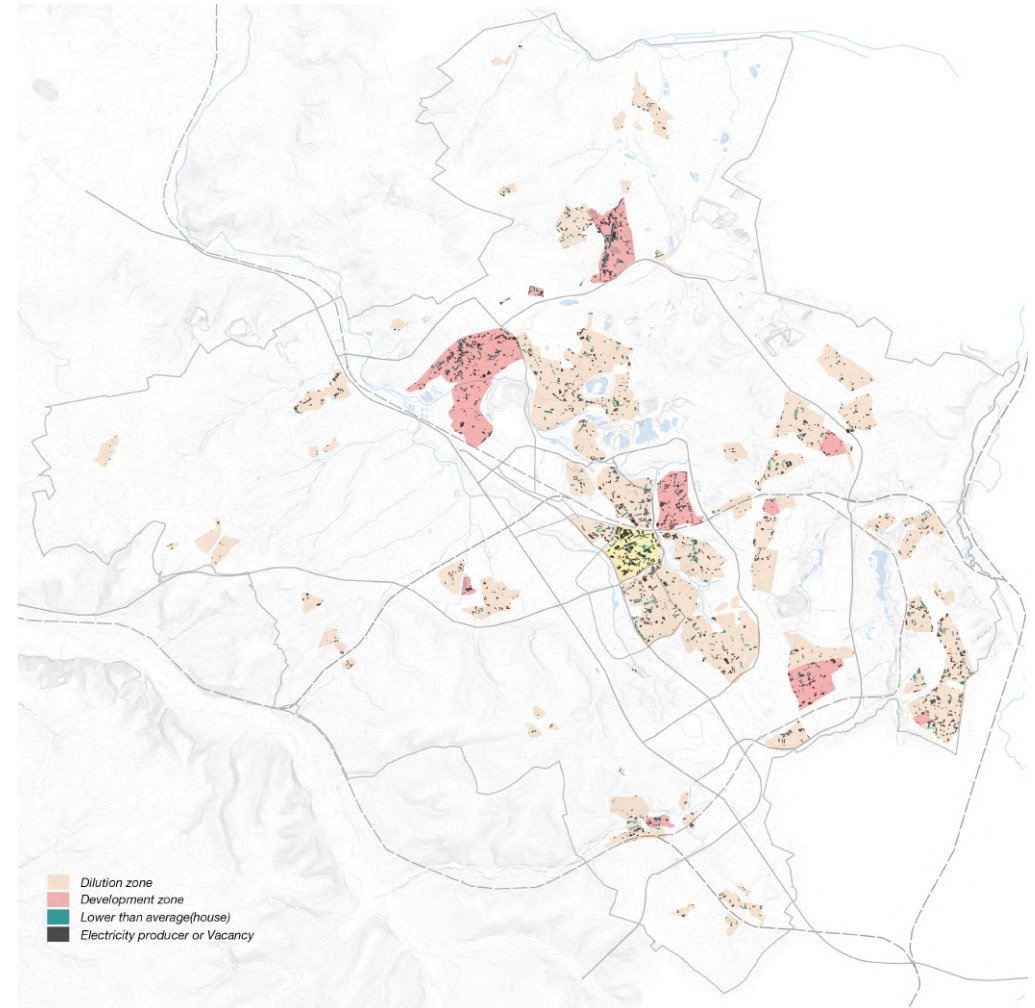 Dilution zone
Development zone
Lower than average(house)
Electricity producer or Vacancy